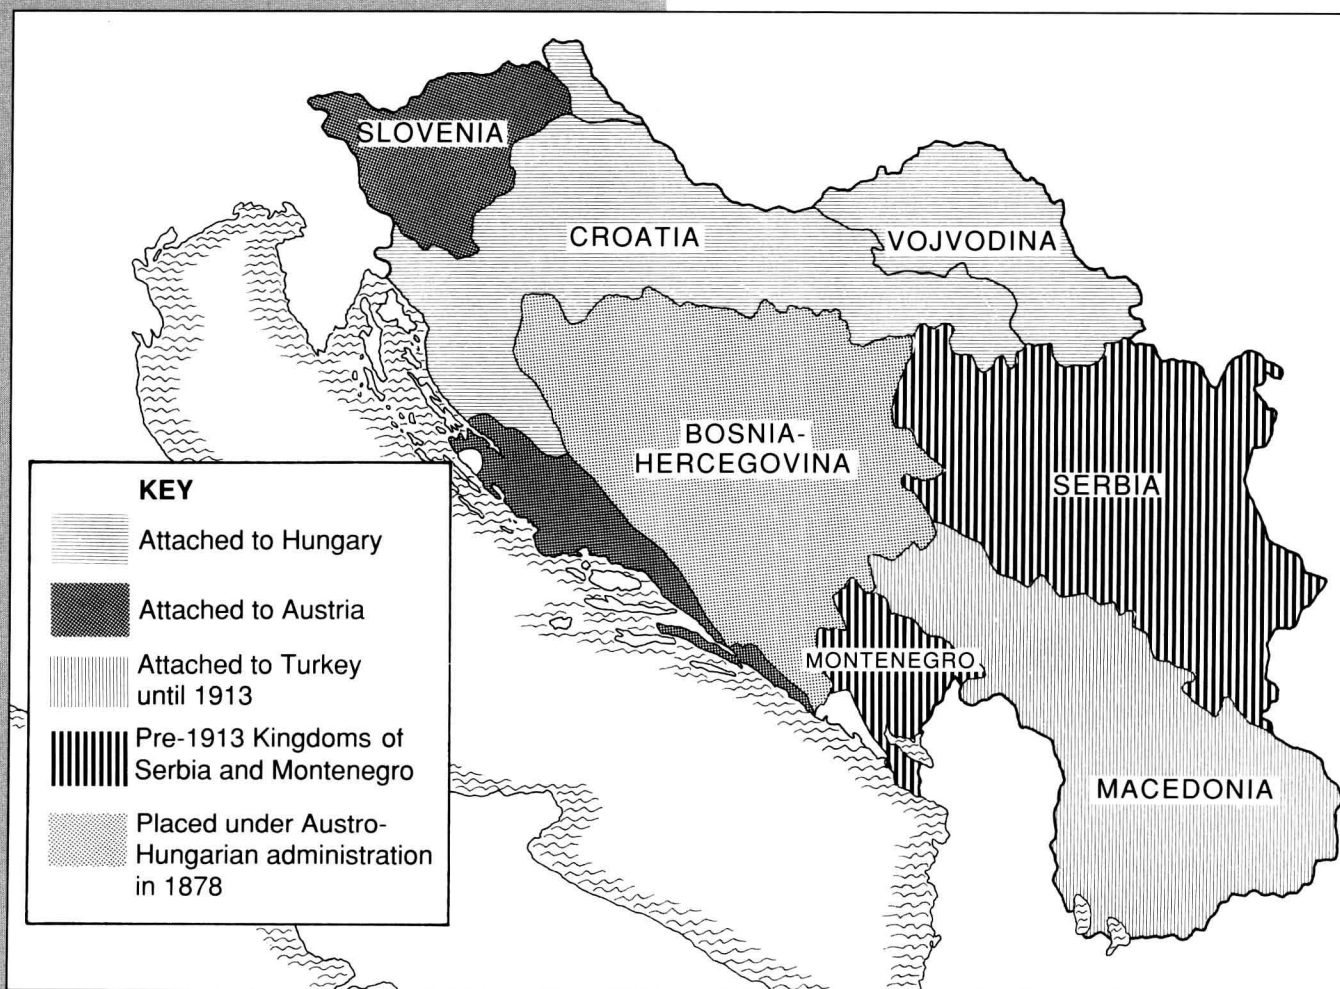 SLOVENIA
CROATIA
VOJVODINA
BOSNIA-
HERCEGOVINA
SERBIA
MONTENEGRO
MACEDONIA
KEY
Attached to Hungary
Attached to Austria
Attached to Turkey
until 1913
Pre-1913 Kingdoms of
Serbia and Montenegro
Placed under Austro-
Hungarian administration
in 1878